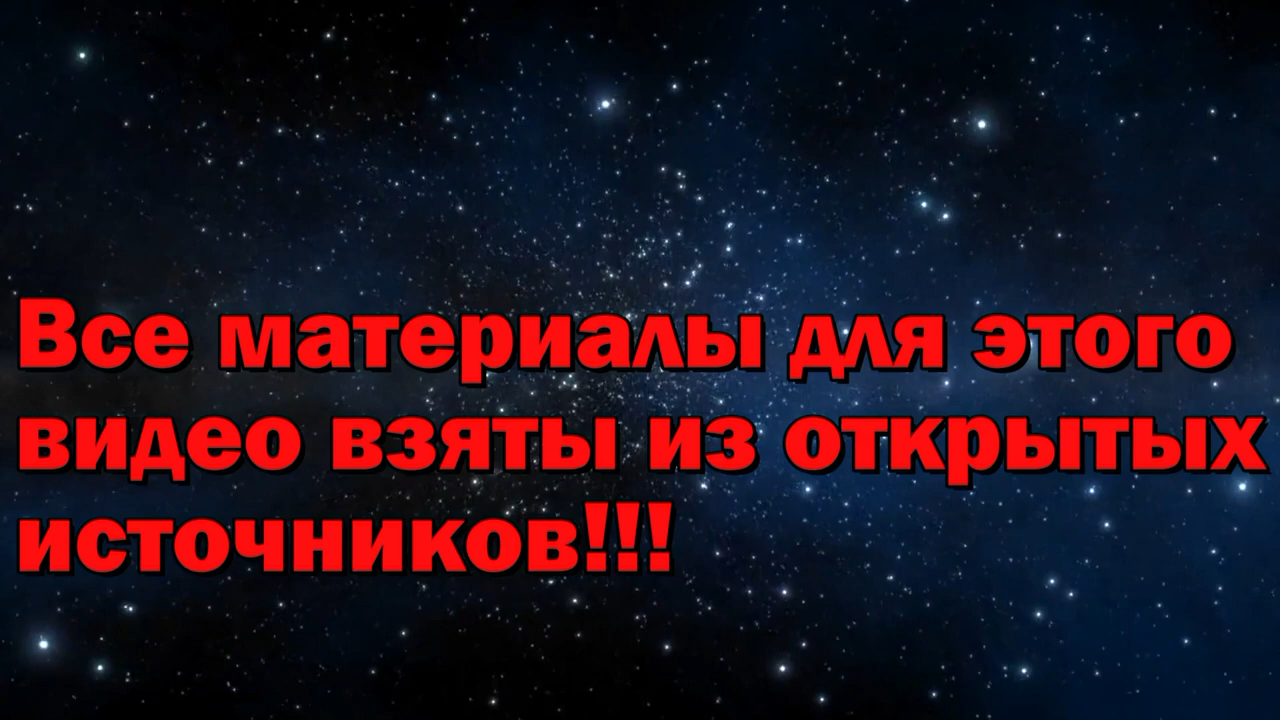 Все материалы для этого
видео взяты из открытых
источников!!!